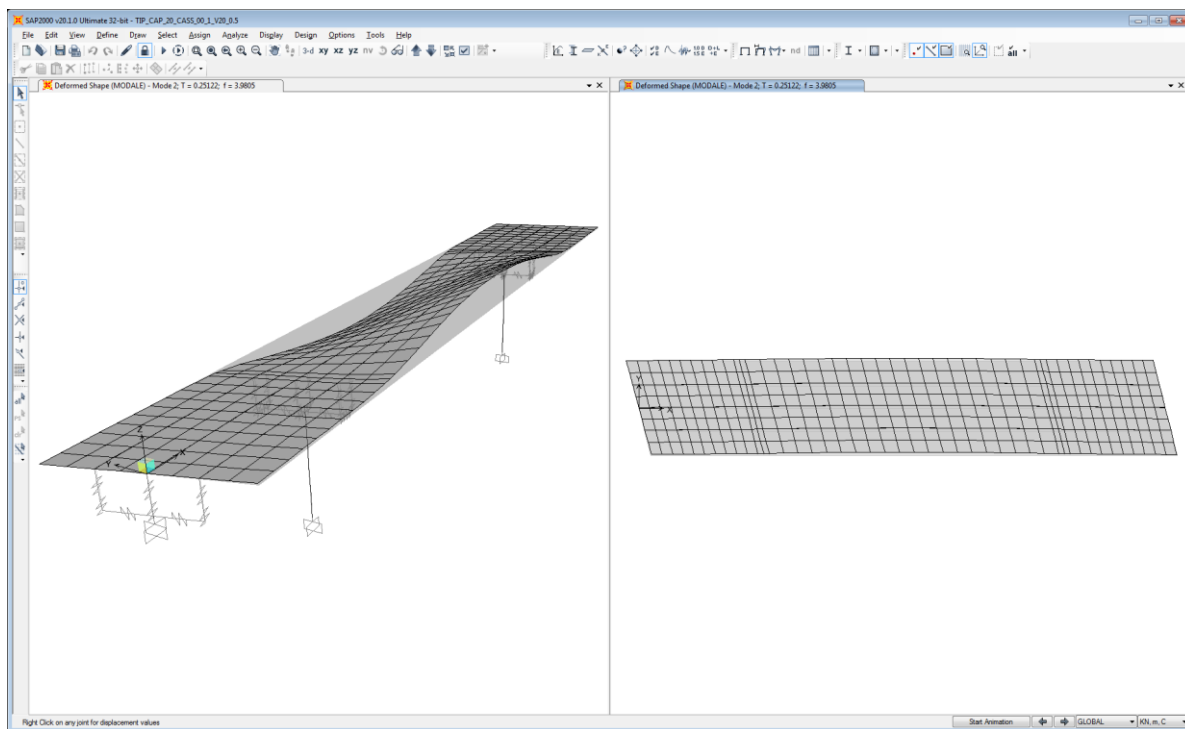 SAP2000 v20.1.0 Ultimate 32-bit - TIP_CAP_20_CASS_00_1_V20_0.5
File Edit View Define Draw Select Assign Analyze Display Design Options Tools Help
3-d xy xz yz nv
nd
all
Deformed Shape (MODALE) - Mode 2; T = 0.25122; f = 3.9805
Deformed Shape (MODALE) - Mode 2; T = 0.25122; f = 3.9805
Z
Y
X
Y
X
Right Click on any joint for displacement values
Start Animation
GLOBAL
KN, m, C